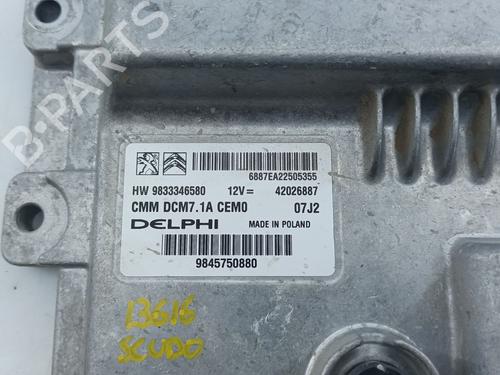 B-PARTS
6887EA22505355
HW 9833346580 12V= 42026887
CMM DCM7.1A CEM0 07J2
DELPHI MADE IN POLAND
9845750880
13616
SCUDO